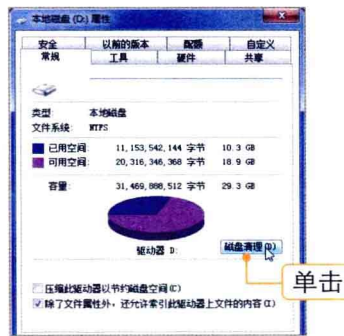 本地磁盘 (D:) 属性
安全 以前的版本 配额 自定义
常规 工具 硬件 共享
类型: 本地磁盘
文件系统: NTFS
已用空间: 11,153,542,144 字节 10.3 GB
可用空间: 20,316,346,368 字节 18.9 GB
容量: 31,469,888,512 字节 29.3 GB
驱动器 D: 磁盘清理(D)
单击
压缩此驱动器以节约磁盘空间(C)
除了文件属性外，还允许索引此驱动器上文件的内容(I)